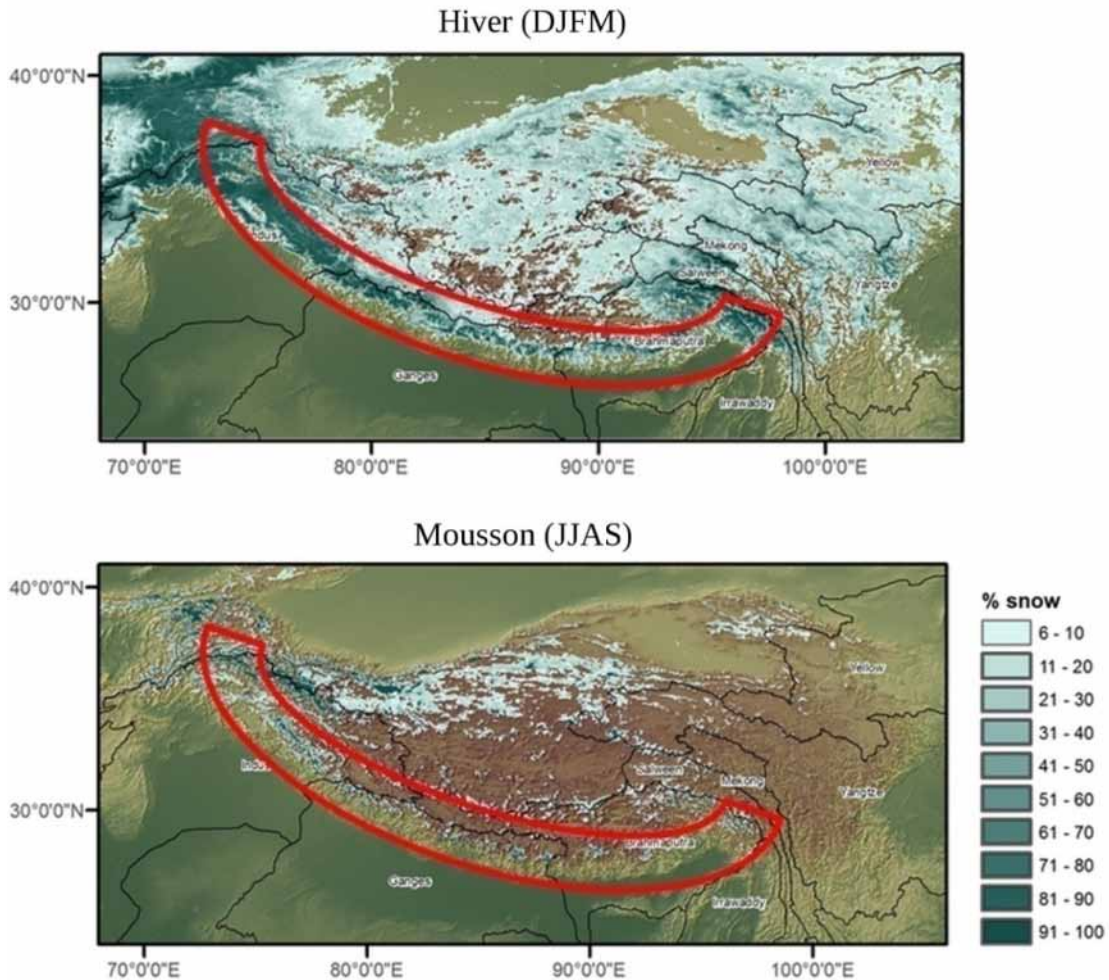 Hiver (DJFM)
40°0'0"N
30°0'0"N
Yellow
Indus
Mekong
Salween
Yangtze
Brahmaputra
Ganges
Irrawaddy
70°0'0"E 80°0'0"E 90°0'0"E 100°0'0"E
Mousson (JJAS)
40°0'0"N
30°0'0"N
Yellow
Indus
Salween
Mekong
Yangtze
Brahmaputra
Ganges
Irrawaddy
70°0'0"E 80°0'0"E 90°0'0"E 100°0'0"E
% snow
6 - 10
11 - 20
21 - 30
31 - 40
41 - 50
51 - 60
61 - 70
71 - 80
81 - 90
91 - 100